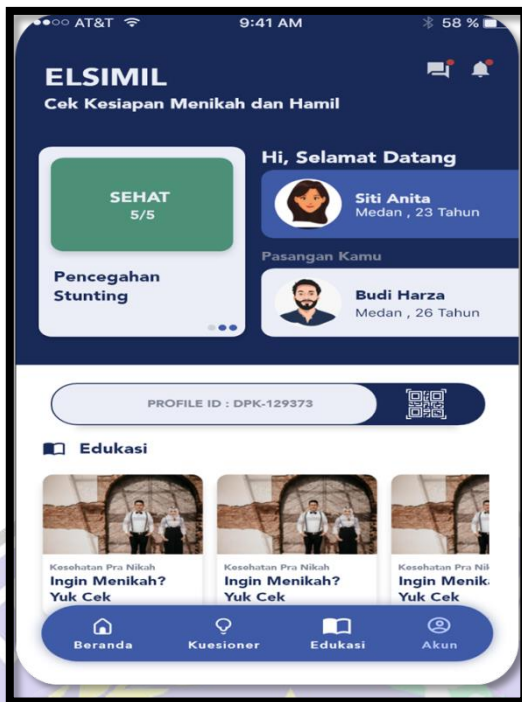 AT&T 9:41 AM 58 %
ELSIMIL
Cek Kesiapan Menikah dan Hamil
Hi, Selamat Datang
SEHAT
5/5
Pencegahan
Stunting
Siti Anita
Medan , 23 Tahun
Pasangan Kamu
Budi Harza
Medan , 26 Tahun
PROFILE ID : DPK-129373
Edukasi
Kesehatan Pra Nikah
Ingin Menikah?
Yuk Cek
Kesehatan Pra Nikah
Ingin Menikah?
Yuk Cek
Kesehatan Pra Nik
Ingin Menik
Yuk Cek
Beranda Kuesioner Edukasi Akun